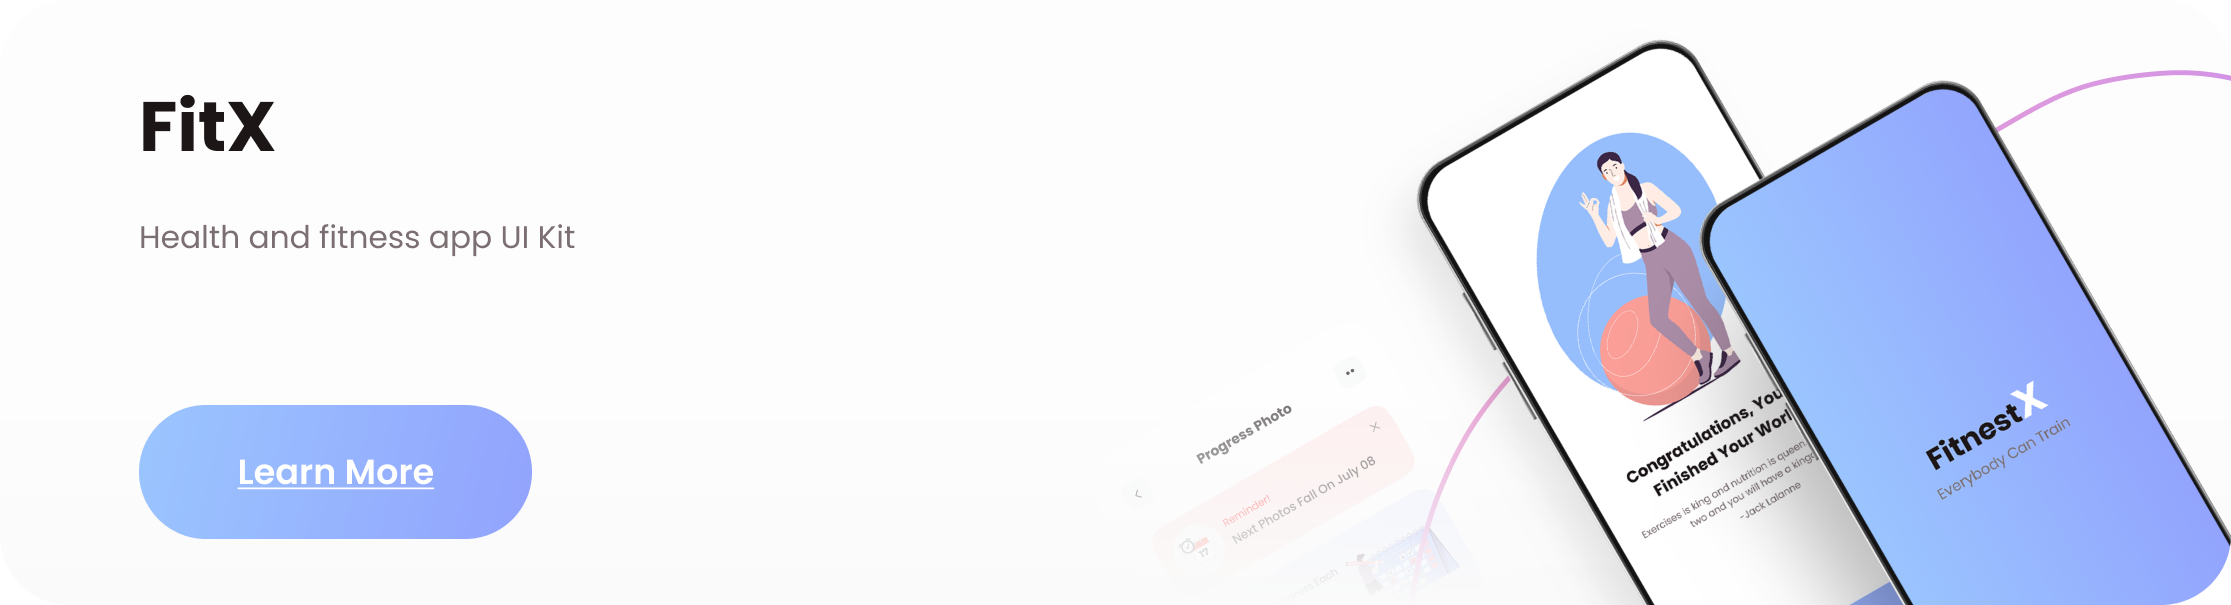 FitX
Health and fitness app UI Kit
Learn More
Progress Photo
Reminder!
Next Photos Fall On July 08
17
Each
Congratulations, You
Finished Your
Exercises is king and nutrition is queen
two and you will have a
-Jack Lalanne
FitnestX
Everybody Can Train